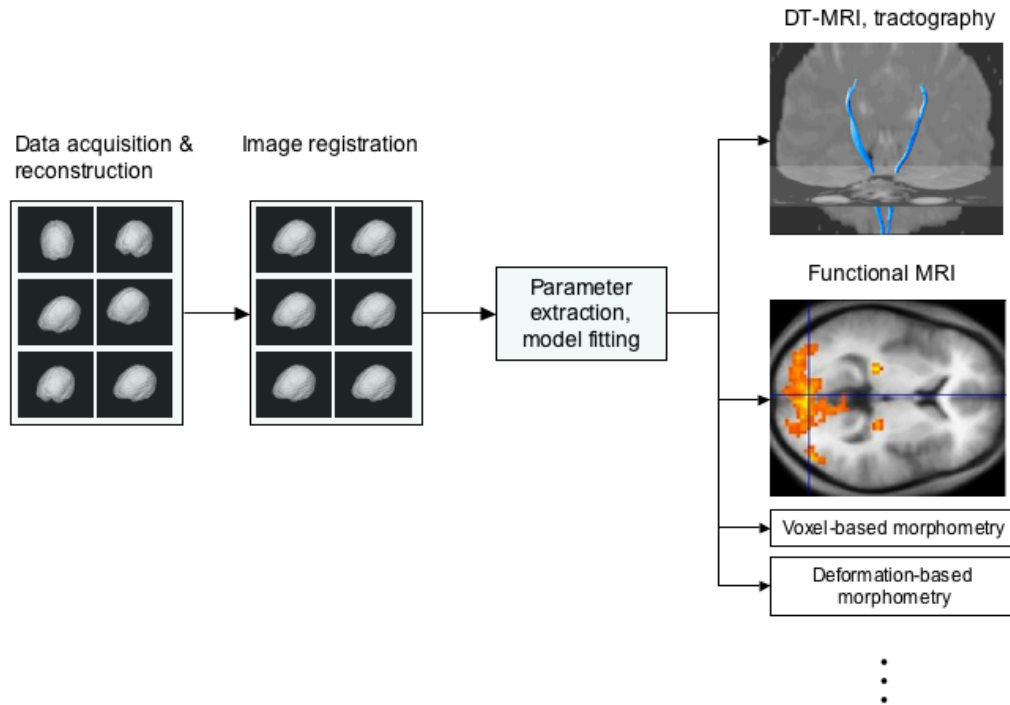 DT-MRI, tractography
Data acquisition &
reconstruction
Image registration
Parameter
extraction,
model fitting
Functional MRI
Voxel-based morphometry
Deformation-based
morphometry